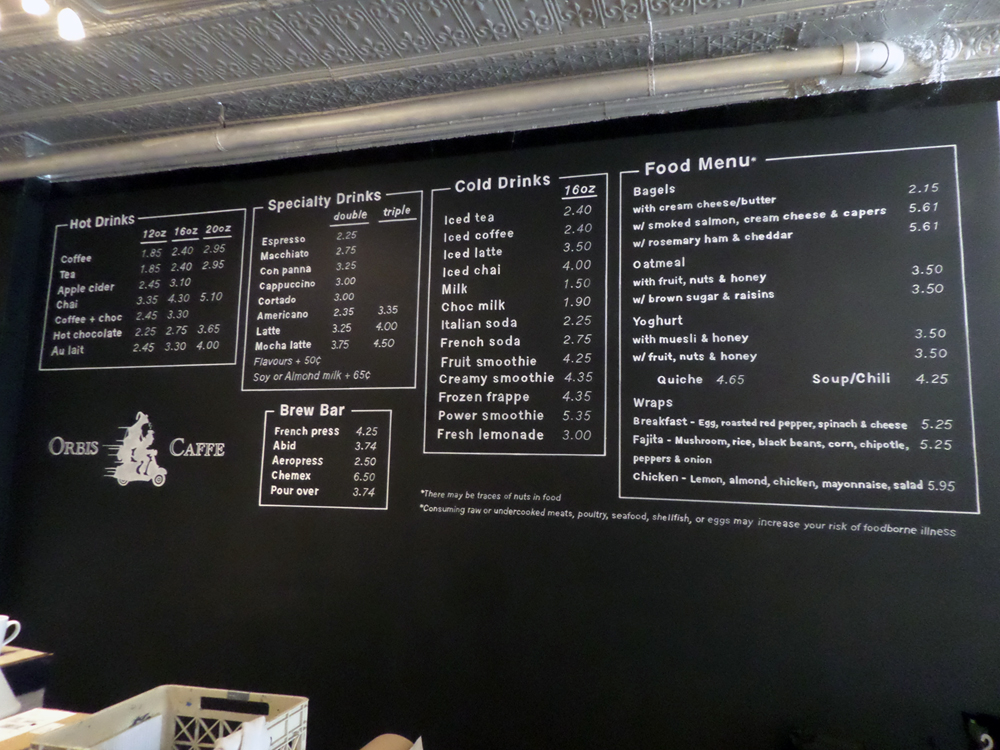 Hot Drinks
12oz 16oz 20oz
Coffee 1.85 2.40 2.95
Tea 1.85 2.40 2.95
Apple cider 2.45 3.10
Chai 3.35 4.30 5.10
Coffee + choc 2.45 3.30
Hot chocolate 2.25 2.75 3.65
Au lait 2.45 3.30 4.00
ORBIS CAFFE
Specialty Drinks
double triple
Espresso 2.25
Macchiato 2.75
Con panna 3.25
Cappuccino 3.00
Cortado 3.00
Americano 2.35 3.35
Latte 3.25 4.00
Mocha latte 3.75 4.50
Flavours + 50¢
Soy or Almond milk + 65¢
Brew Bar
French press 4.25
Abid 3.74
Aeropress 2.50
Chemex 6.50
Pour over 3.74
Cold Drinks
16oz
Iced tea 2.40
Iced coffee 2.40
Iced latte 3.50
Iced chai 4.00
Milk 1.50
Choc milk 1.90
Italian soda 2.25
French soda 2.75
Fruit smoothie 4.25
Creamy smoothie 4.35
Frozen frappe 4.35
Power smoothie 5.35
Fresh lemonade 3.00
Food Menu*
Bagels
with cream cheese/butter 2.15
w/ smoked salmon, cream cheese & capers 5.61
w/ rosemary ham & cheddar 5.61
Oatmeal
with fruit, nuts & honey 3.50
w/ brown sugar & raisins 3.50
Yoghurt
with muesli & honey 3.50
w/ fruit, nuts & honey 3.50
Quiche 4.65 Soup/Chili 4.25
Wraps
Breakfast - Egg, roasted red pepper, spinach & cheese 5.25
Fajita - Mushroom, rice, black beans, corn, chipotle, 5.25
peppers & onion
Chicken - Lemon, almond, chicken, mayonnaise, salad 5.95
*There may be traces of nuts in food
*Consuming raw or undercooked meats, poultry, seafood, shellfish, or eggs may increase your risk of foodborne illness